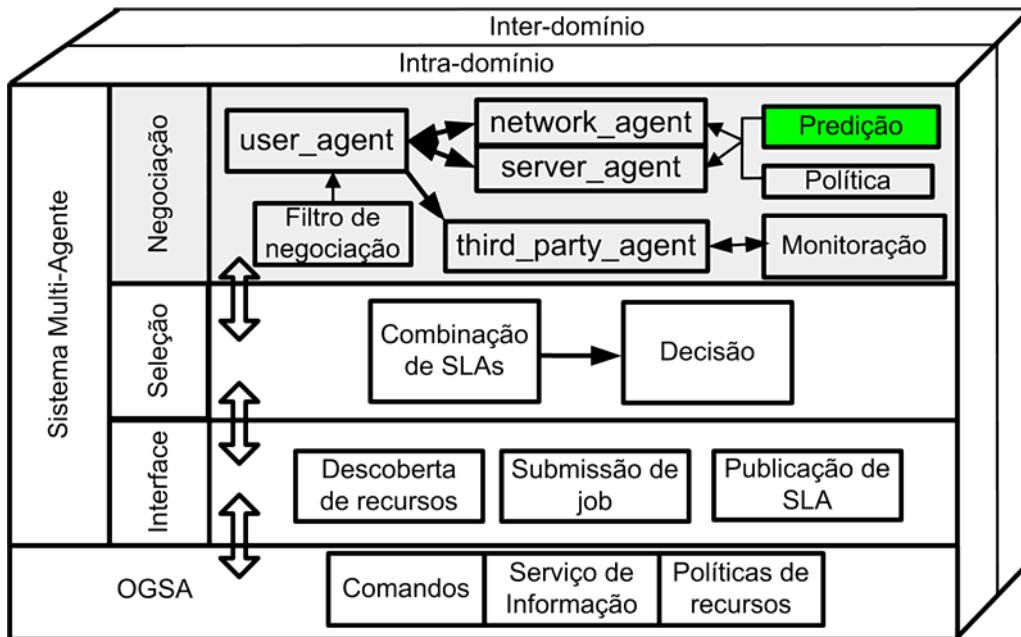 Inter-domínio
Intra-domínio
Sistema Multi-Agente
Negociação
user_agent
network_agent
server_agent
Predição
Política
Filtro de
negociação
third_party_agent
Monitoração
Seleção
Combinação
de SLAs
Decisão
Interface
Descoberta
de recursos
Submissão de
job
Publicação de
SLA
OGSA
Comandos
Serviço de
Informação
Políticas de
recursos